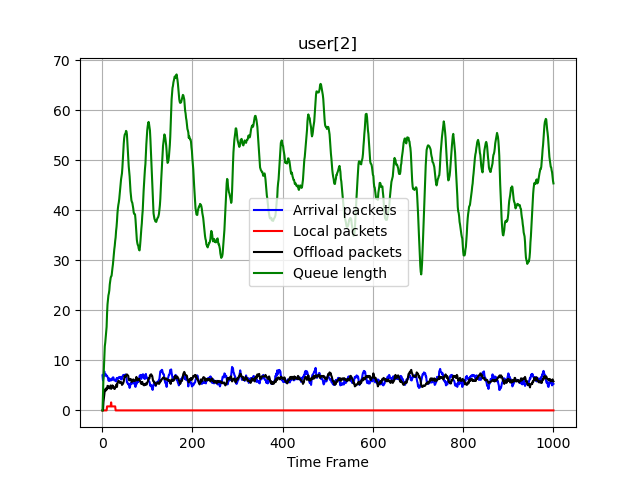 user[2]
70
60
50
40
30
20
10
0
Arrival packets
Local packets
Offload packets
Queue length
0 200 400 600 800 1000
Time Frame